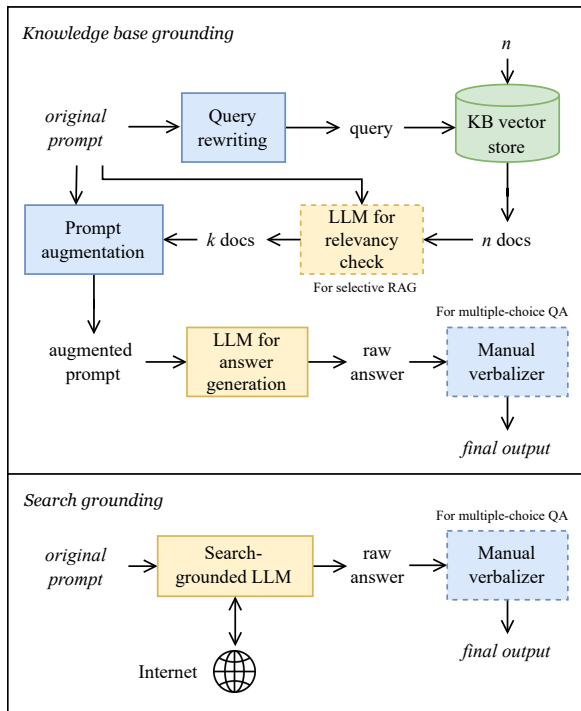 Knowledge base grounding
n
original
prompt
Query
rewriting
query
KB vector
store
Prompt
augmentation
k docs
LLM for
relevancy
check
n docs
For selective RAG
augmented
prompt
LLM for
answer
generation
raw
answer
For multiple-choice QA
Manual
verbalizer
final output
Search grounding
original
prompt
Search-
grounded LLM
raw
answer
For multiple-choice QA
Manual
verbalizer
final output
Internet